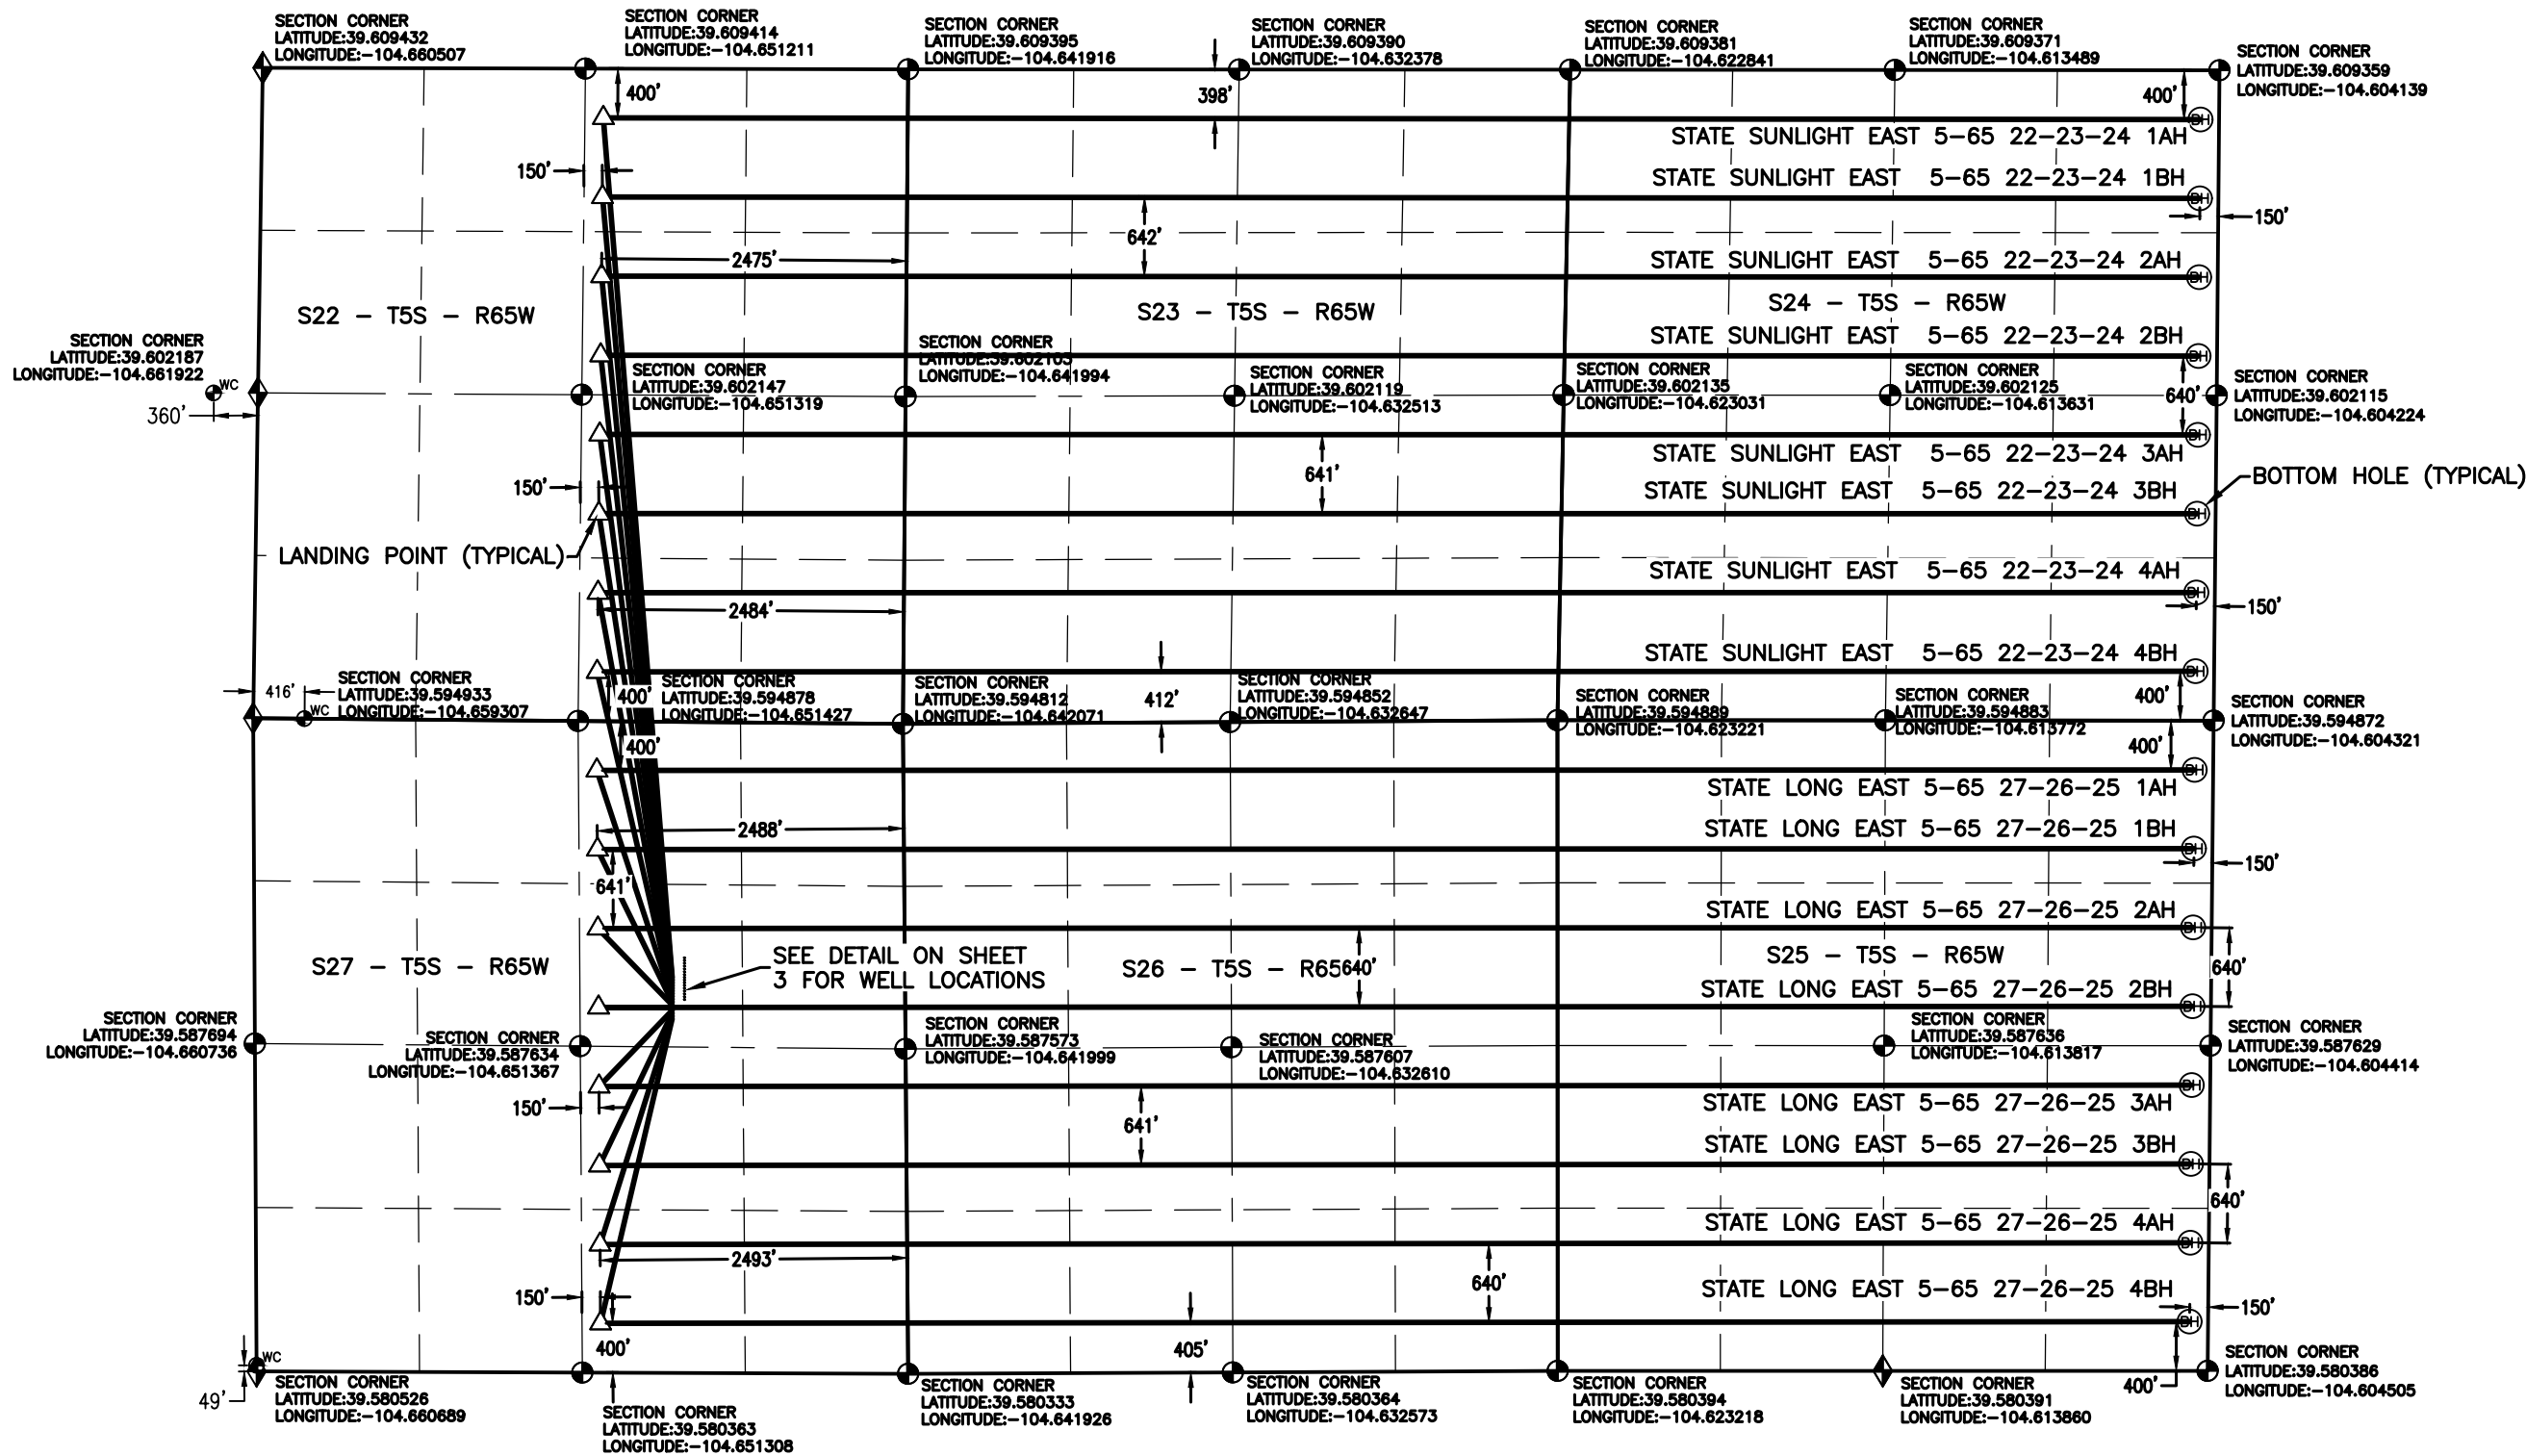 SECTION CORNER
LATITUDE:39.609432
LONGITUDE:-104.660507
SECTION CORNER
LATITUDE:39.609414
LONGITUDE:-104.651211
SECTION CORNER
LATITUDE:39.609395
LONGITUDE:-104.641916
SECTION CORNER
LATITUDE:39.609390
LONGITUDE:-104.632378
SECTION CORNER
LATITUDE:39.609381
LONGITUDE:-104.622841
SECTION CORNER
LATITUDE:39.609371
LONGITUDE:-104.613489
SECTION CORNER
LATITUDE:39.609359
LONGITUDE:-104.604139
400'
398'
400'
BH
STATE SUNLIGHT EAST 5-65 22-23-24 1AH
150'
STATE SUNLIGHT EAST 5-65 22-23-24 1BH
BH
150'
642'
2475'
STATE SUNLIGHT EAST 5-65 22-23-24 2AH
BH
S22 - T5S - R65W
S23 - T5S - R65W
S24 - T5S - R65W
STATE SUNLIGHT EAST 5-65 22-23-24 2BH
BH
SECTION CORNER
LATITUDE:39.602187
LONGITUDE:-104.661922
WC
360'
SECTION CORNER
LATITUDE:39.602147
LONGITUDE:-104.651319
SECTION CORNER
LATITUDE:39.602103
LONGITUDE:-104.641994
SECTION CORNER
LATITUDE:39.602119
LONGITUDE:-104.632513
SECTION CORNER
LATITUDE:39.602135
LONGITUDE:-104.623031
SECTION CORNER
LATITUDE:39.602125
LONGITUDE:-104.613631
640'
SECTION CORNER
LATITUDE:39.602115
LONGITUDE:-104.604224
BH
STATE SUNLIGHT EAST 5-65 22-23-24 3AH
641'
150'
STATE SUNLIGHT EAST 5-65 22-23-24 3BH
BH
BOTTOM HOLE (TYPICAL)
LANDING POINT (TYPICAL)
STATE SUNLIGHT EAST 5-65 22-23-24 4AH
BH
2484'
150'
STATE SUNLIGHT EAST 5-65 22-23-24 4BH
BH
416'
WC
SECTION CORNER
LATITUDE:39.594933
LONGITUDE:-104.659307
400'
SECTION CORNER
LATITUDE:39.594878
LONGITUDE:-104.651427
SECTION CORNER
LATITUDE:39.594812
LONGITUDE:-104.642071
412'
SECTION CORNER
LATITUDE:39.594852
LONGITUDE:-104.632647
SECTION CORNER
LATITUDE:39.594889
LONGITUDE:-104.623221
SECTION CORNER
LATITUDE:39.594883
LONGITUDE:-104.613772
400'
SECTION CORNER
LATITUDE:39.594872
LONGITUDE:-104.604321
400'
400'
BH
STATE LONG EAST 5-65 27-26-25 1AH
2488'
STATE LONG EAST 5-65 27-26-25 1BH
BH
150'
641'
STATE LONG EAST 5-65 27-26-25 2AH
BH
S27 - T5S - R65W
SEE DETAIL ON SHEET
3 FOR WELL LOCATIONS
S26 - T5S - R65
640'
S25 - T5S - R65W
640'
STATE LONG EAST 5-65 27-26-25 2BH
BH
SECTION CORNER
LATITUDE:39.587694
LONGITUDE:-104.660736
SECTION CORNER
LATITUDE:39.587634
LONGITUDE:-104.651367
SECTION CORNER
LATITUDE:39.587573
LONGITUDE:-104.641999
SECTION CORNER
LATITUDE:39.587607
LONGITUDE:-104.632610
SECTION CORNER
LATITUDE:39.587636
LONGITUDE:-104.613817
SECTION CORNER
LATITUDE:39.587629
LONGITUDE:-104.604414
BH
150'
641'
STATE LONG EAST 5-65 27-26-25 3AH
STATE LONG EAST 5-65 27-26-25 3BH
BH
640'
STATE LONG EAST 5-65 27-26-25 4AH
BH
2493'
640'
STATE LONG EAST 5-65 27-26-25 4BH
150'
150'
BH
400'
405'
400'
WC
49'
SECTION CORNER
LATITUDE:39.580526
LONGITUDE:-104.660689
SECTION CORNER
LATITUDE:39.580363
LONGITUDE:-104.651308
SECTION CORNER
LATITUDE:39.580333
LONGITUDE:-104.641926
SECTION CORNER
LATITUDE:39.580364
LONGITUDE:-104.632573
SECTION CORNER
LATITUDE:39.580394
LONGITUDE:-104.623218
SECTION CORNER
LATITUDE:39.580391
LONGITUDE:-104.613860
SECTION CORNER
LATITUDE:39.580386
LONGITUDE:-104.604505